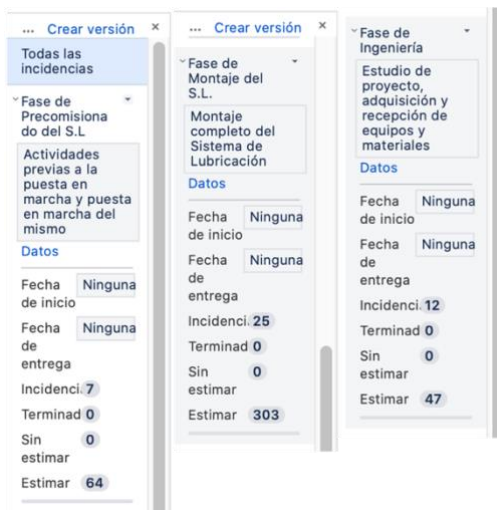 ... Crear versión ×
Todas las
incidencias
Fase de
Precomisiona
do del S.L
Actividades
previas a la
puesta en
marcha y puesta
en marcha del
mismo
Datos
Fecha Ninguna
de inicio
Fecha Ninguna
de
entrega
Incidenci. 7
Terminad 0
Sin 0
estimar
Estimar 64
... Crear versión ×
Fase de
Montaje del
S.L.
Montaje
completo del
Sistema de
Lubricación
Datos
Fecha Ninguna
de inicio
Fecha Ninguna
de
entrega
Incidenci. 25
Terminad 0
Sin 0
estimar
Estimar 303
Fase de
Ingeniería
Estudio de
proyecto,
adquisición y
recepción de
equipos y
materiales
Datos
Fecha Ninguna
de inicio
Fecha Ninguna
de
entrega
Incidenci. 12
Terminad 0
Sin 0
estimar
Estimar 47